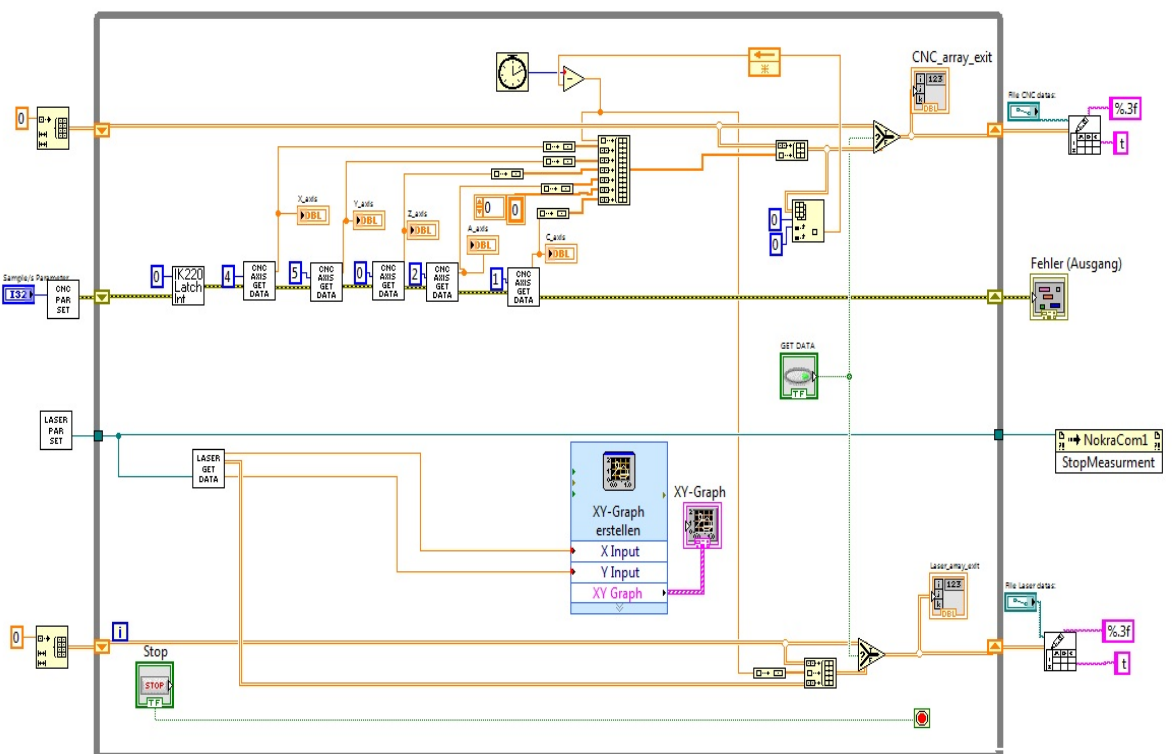 CNC_array_exit
123
DBL
File CNC datas:
%.3f
t
0
X_axis
DBL
Y_axis
DBL
Z_axis
DBL
A_axis
DBL
C_axis
DBL
0
0
0
0
Sample/s Parameter
I32
CNC
PAR
SET
0
IK220
Latch
Int
4
CNC
AXIS
GET
DATA
5
CNC
AXIS
GET
DATA
0
CNC
AXIS
GET
DATA
2
CNC
AXIS
GET
DATA
1
CNC
AXIS
GET
DATA
Fehler (Ausgang)
GET DATA
TF
LASER
PAR
SET
LASER
GET
DATA
XY-Graph
erstellen
X Input
Y Input
XY Graph
XY-Graph
NokraCom1
StopMeasurment
Laser_array_exit
123
DBL
File Laser datas:
%.3f
t
0
i
Stop
STOP
TF